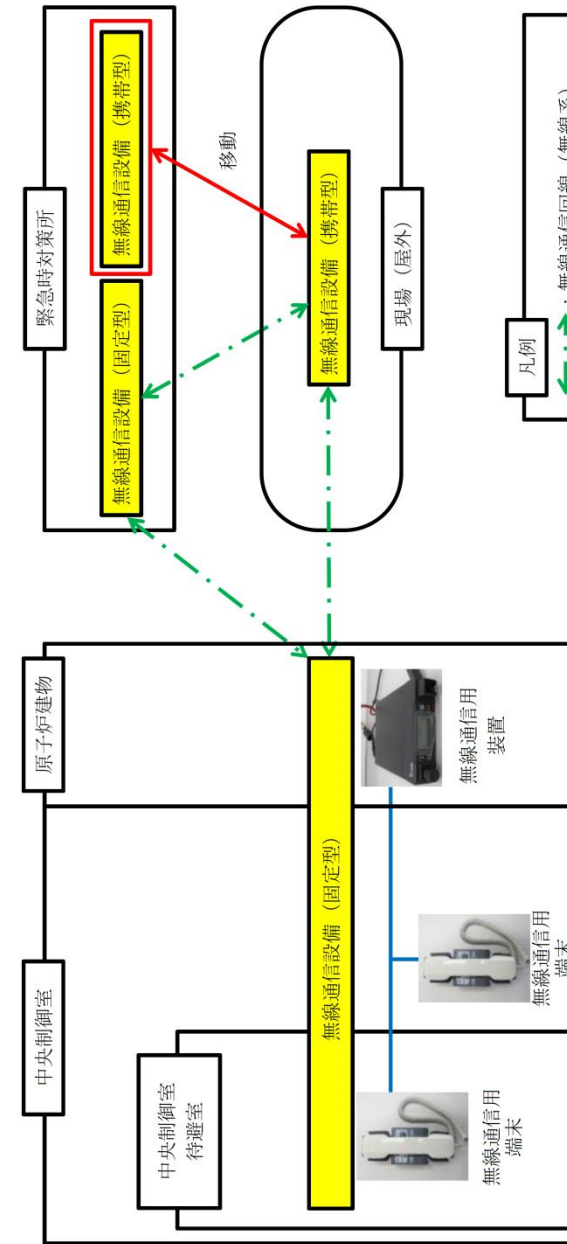 緊急時対策所
無線通信設備（固定型）
無線通信設備（携帯型）
移動
無線通信設備（携帯型）
現場（屋外）
原子炉建物
中央制御室
中央制御室
待避室
無線通信設備（固定型）
無線通信用
端末
無線通信用
端末
無線通信用
装置
凡例
：無線通信回線（無線系）